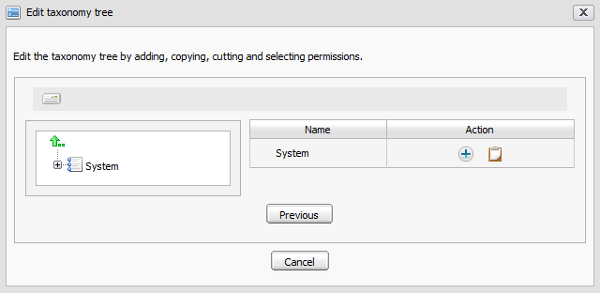 Edit taxonomy tree
Edit the taxonomy tree by adding, copying, cutting and selecting permissions.
Name Action
System
System
Previous
Cancel